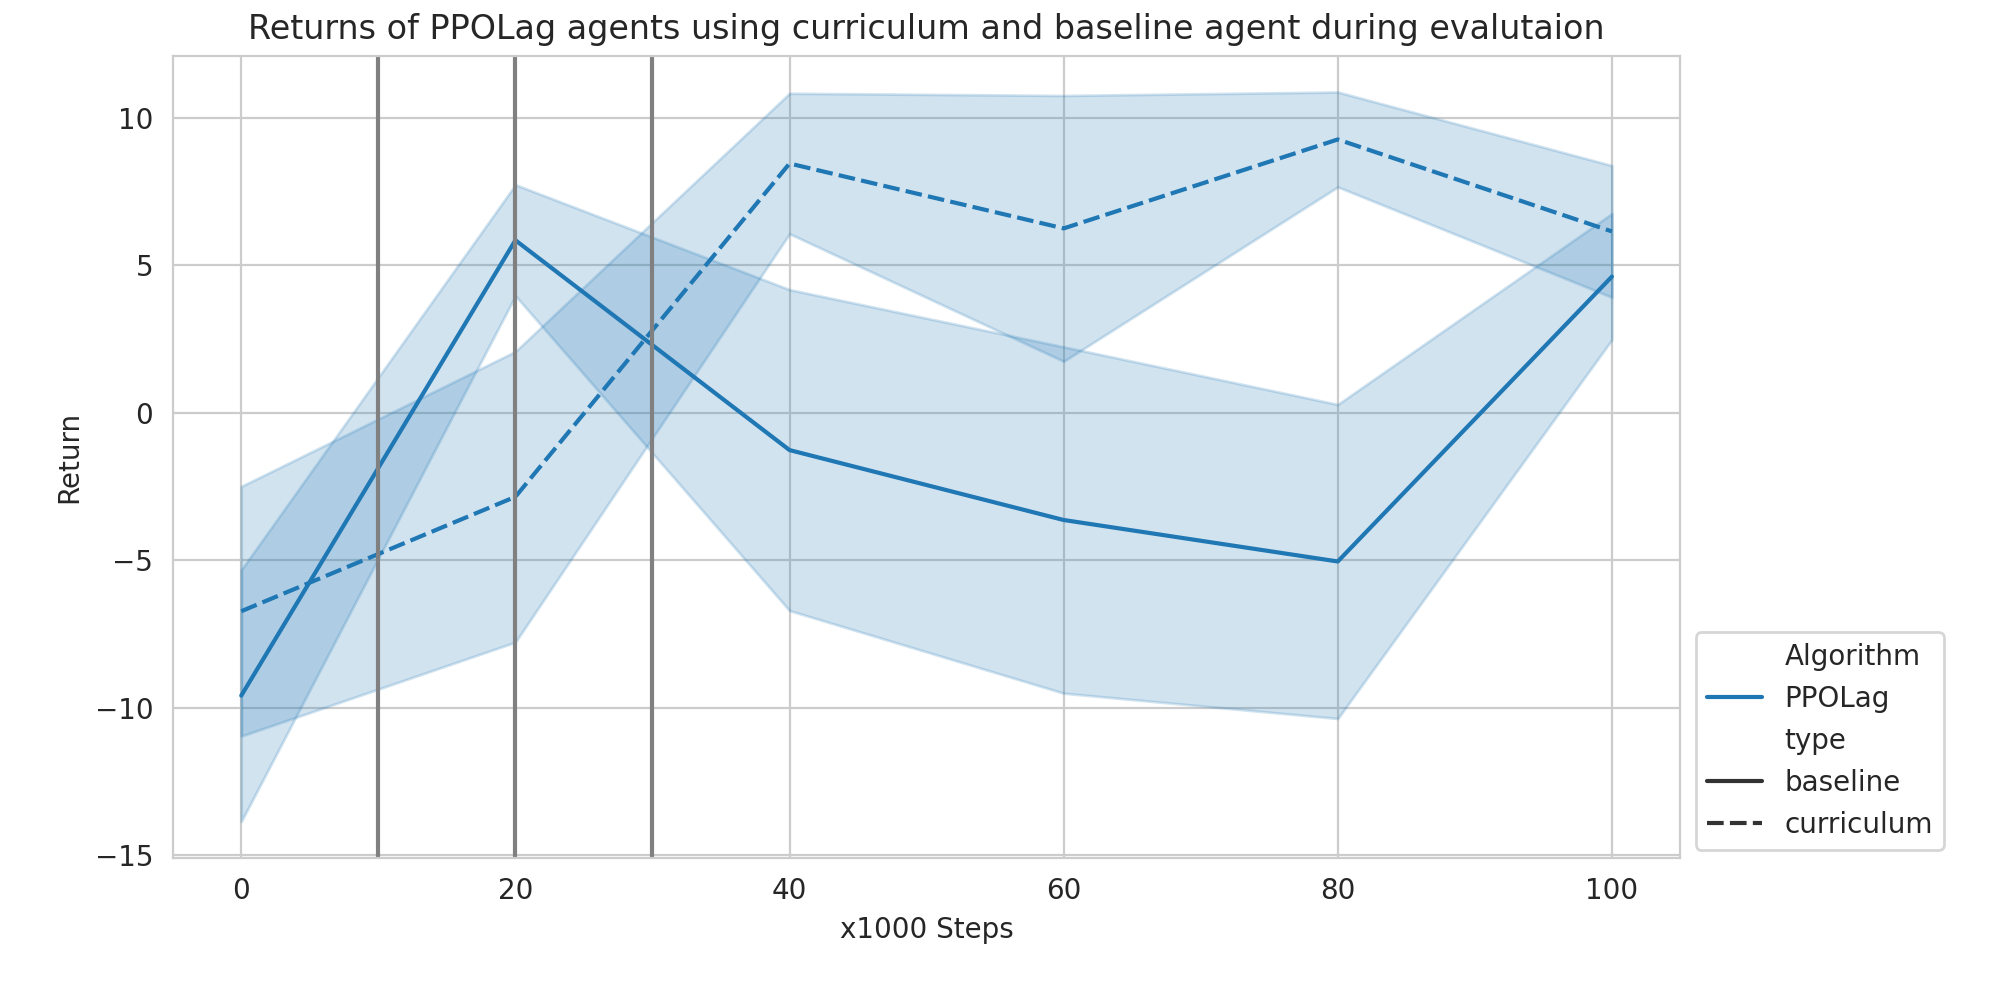 Returns of PPOLag agents using curriculum and baseline agent during evalutaion
10
5
0
−5
−10
−15
Return
0 20 40 60 80 100
x1000 Steps
Algorithm
PPOLag
type
baseline
curriculum